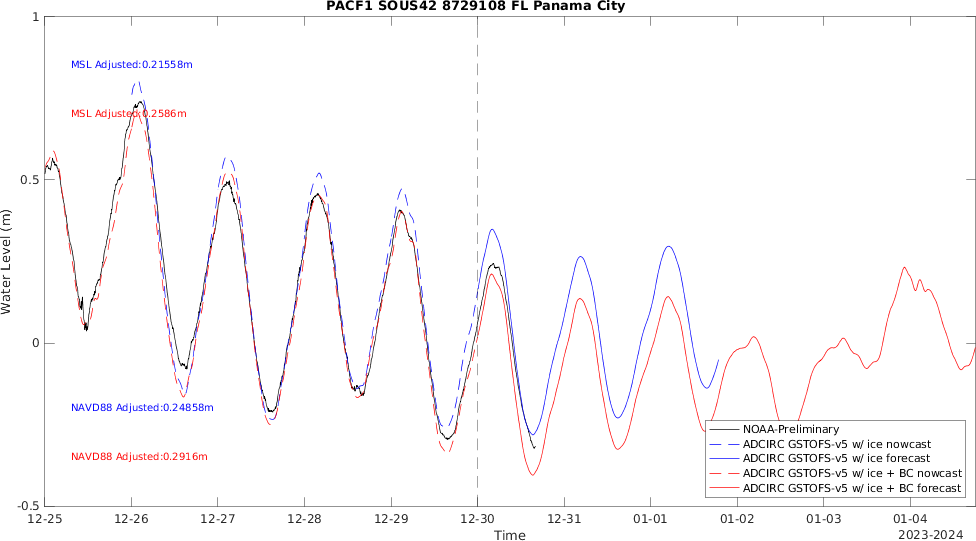 PACF1 SOUS42 8729108 FL Panama City
1
0.5
0
-0.5
Water Level (m)
MSL Adjusted:0.21558m
MSL Adjusted:0.2586m
NAVD88 Adjusted:0.24858m
NAVD88 Adjusted:0.2916m
NOAA-Preliminary
ADCIRC GSTOFS-v5 w/ ice nowcast
ADCIRC GSTOFS-v5 w/ ice forecast
ADCIRC GSTOFS-v5 w/ ice + BC nowcast
ADCIRC GSTOFS-v5 w/ ice + BC forecast
12-25 12-26 12-27 12-28 12-29 12-30 12-31 01-01 01-02 01-03 01-04
Time
2023-2024